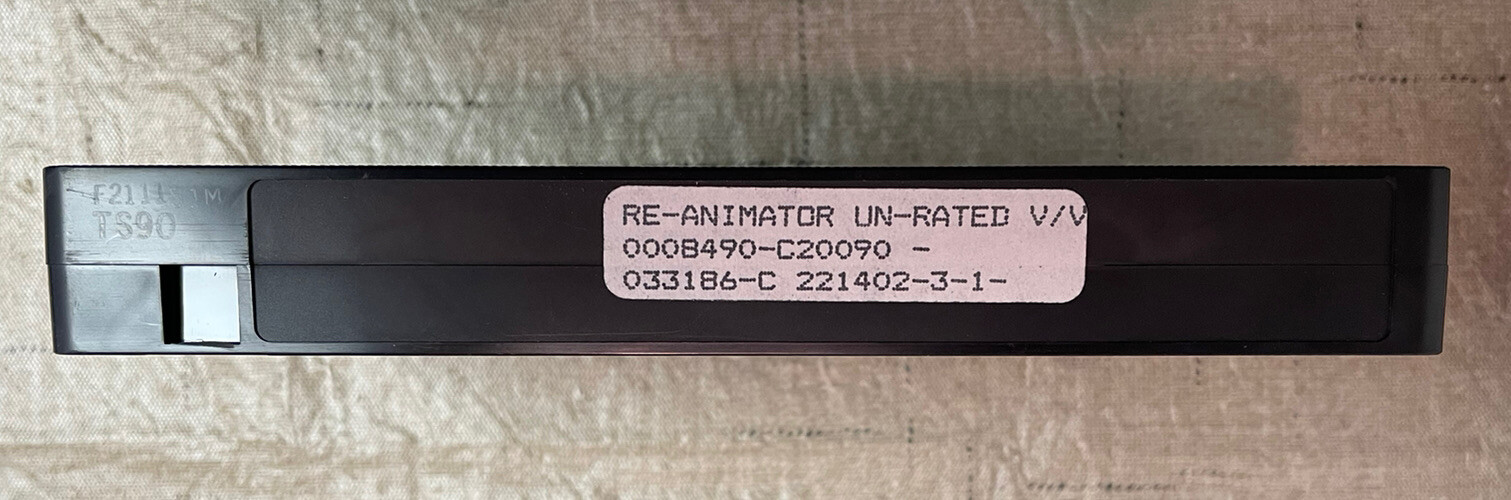 TS90
RE-ANIMATOR UN-RATED V/V
0008490-C20090 -
033186-C 221402-3-1-